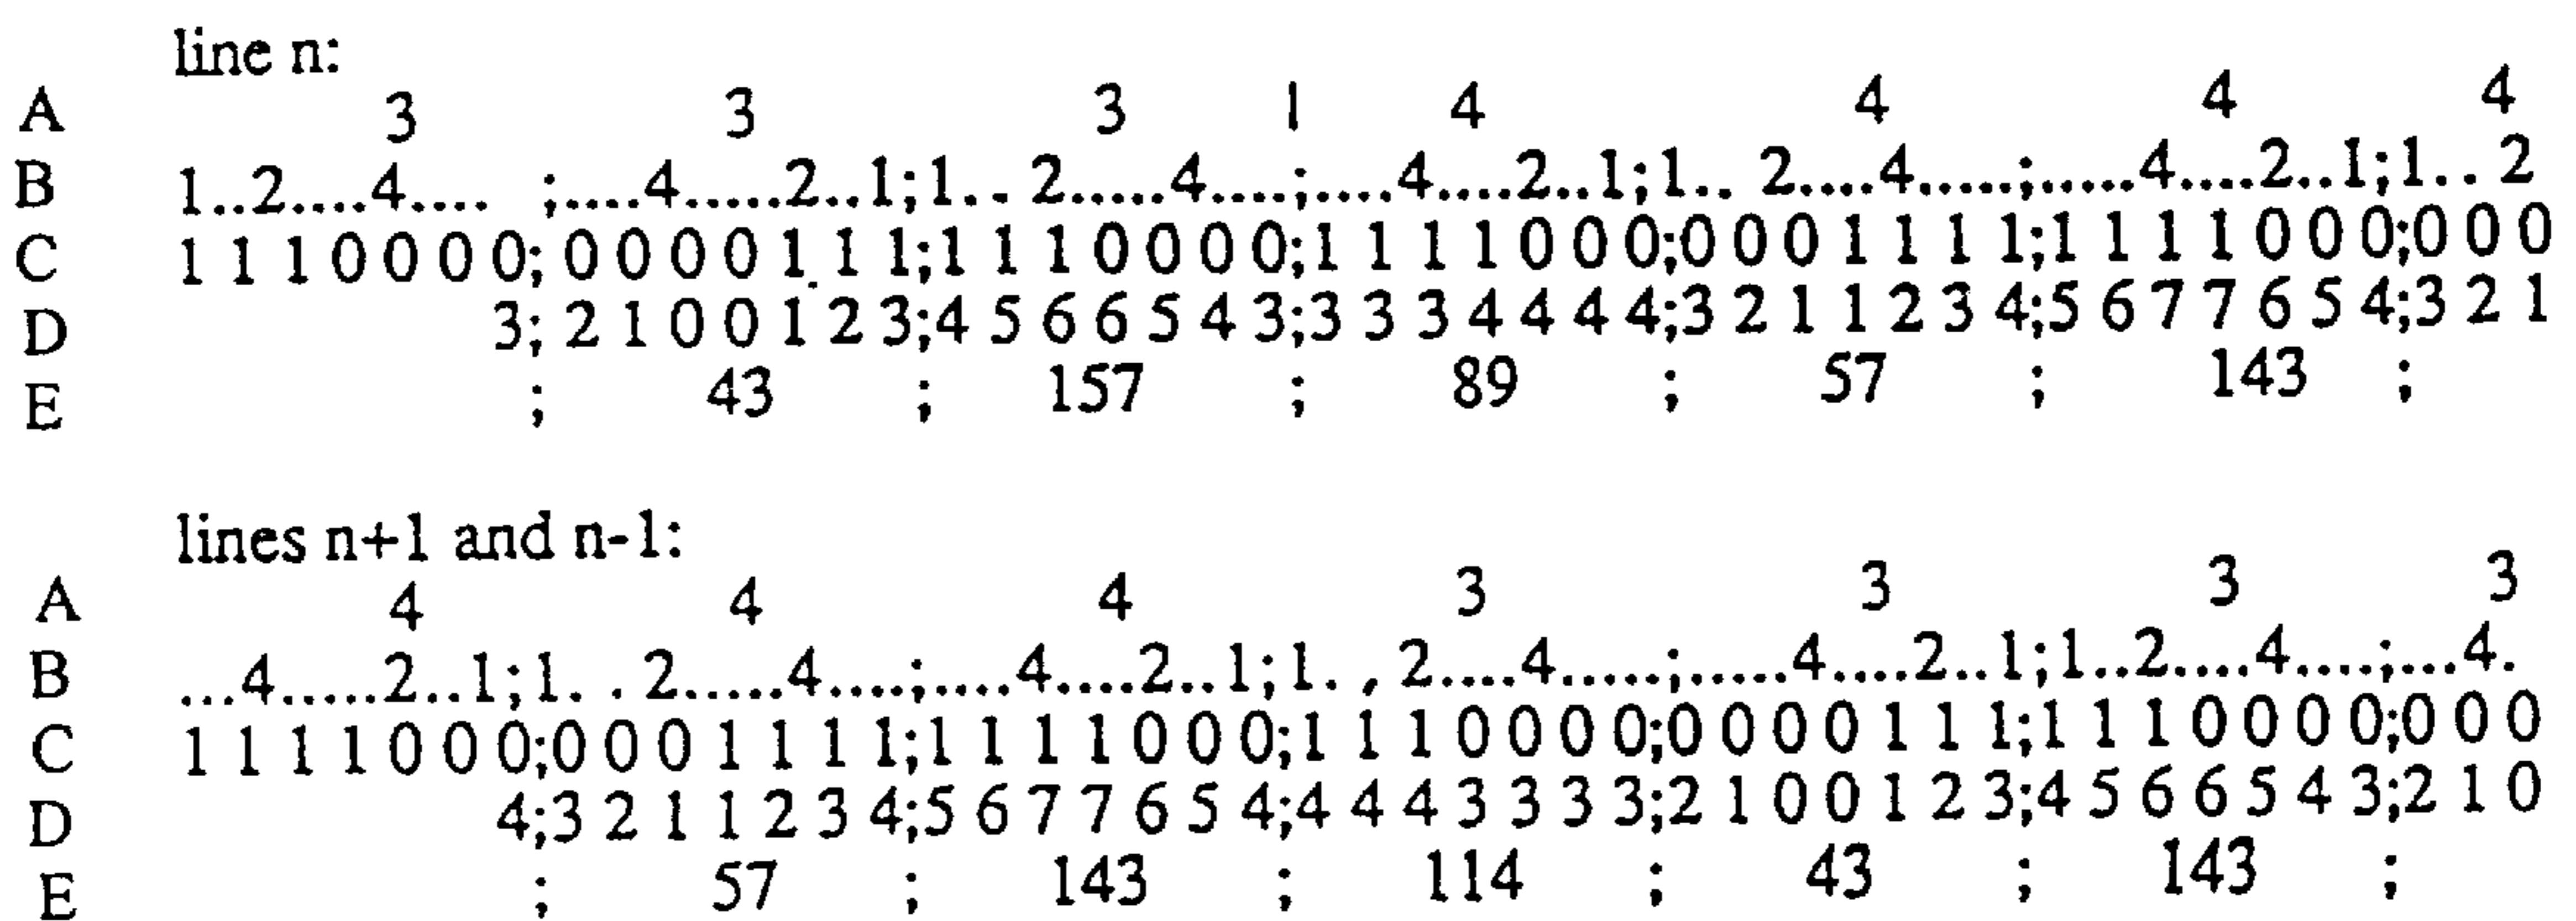 line n:
A 3 3 3 | 4 4 4 4
B 1..2....4.... ;....4.....2..1;1.. 2.....4....;....4....2..1;1.. 2....4.....;.....4....2..1;1.. 2
C 1 1 1 0 0 0 0;0 0 0 0 1 1 1;1 1 1 0 0 0 0;1 1 1 1 0 0 0;0 0 0 1 1 1 1;1 1 1 1 0 0 0;0 0 0
D 3; 2 1 0 0 1 2 3;4 5 6 6 5 4 3;3 3 3 4 4 4 4;3 2 1 1 2 3 4;5 6 7 7 6 5 4;3 2 1
E ; 43 ; 157 ; 89 ; 57 ; 143 ;
lines n+1 and n-1:
A 4 4 4 3 3 3 3
B ...4.....2..1;1. . 2.....4....;....4....2..1;1. , 2....4.....;.....4....2..1;1..2....4....;...4.
C 1 1 1 1 0 0 0;0 0 0 1 1 1 1;1 1 1 1 0 0 0;1 1 1 0 0 0 0;0 0 0 0 1 1 1;1 1 1 0 0 0 0;0 0 0
D 4;3 2 1 1 2 3 4;5 6 7 7 6 5 4;4 4 4 3 3 3 3;2 1 0 0 1 2 3;4 5 6 6 5 4 3;2 1 0
E ; 57 ; 143 ; 114 ; 43 ; 143 ;